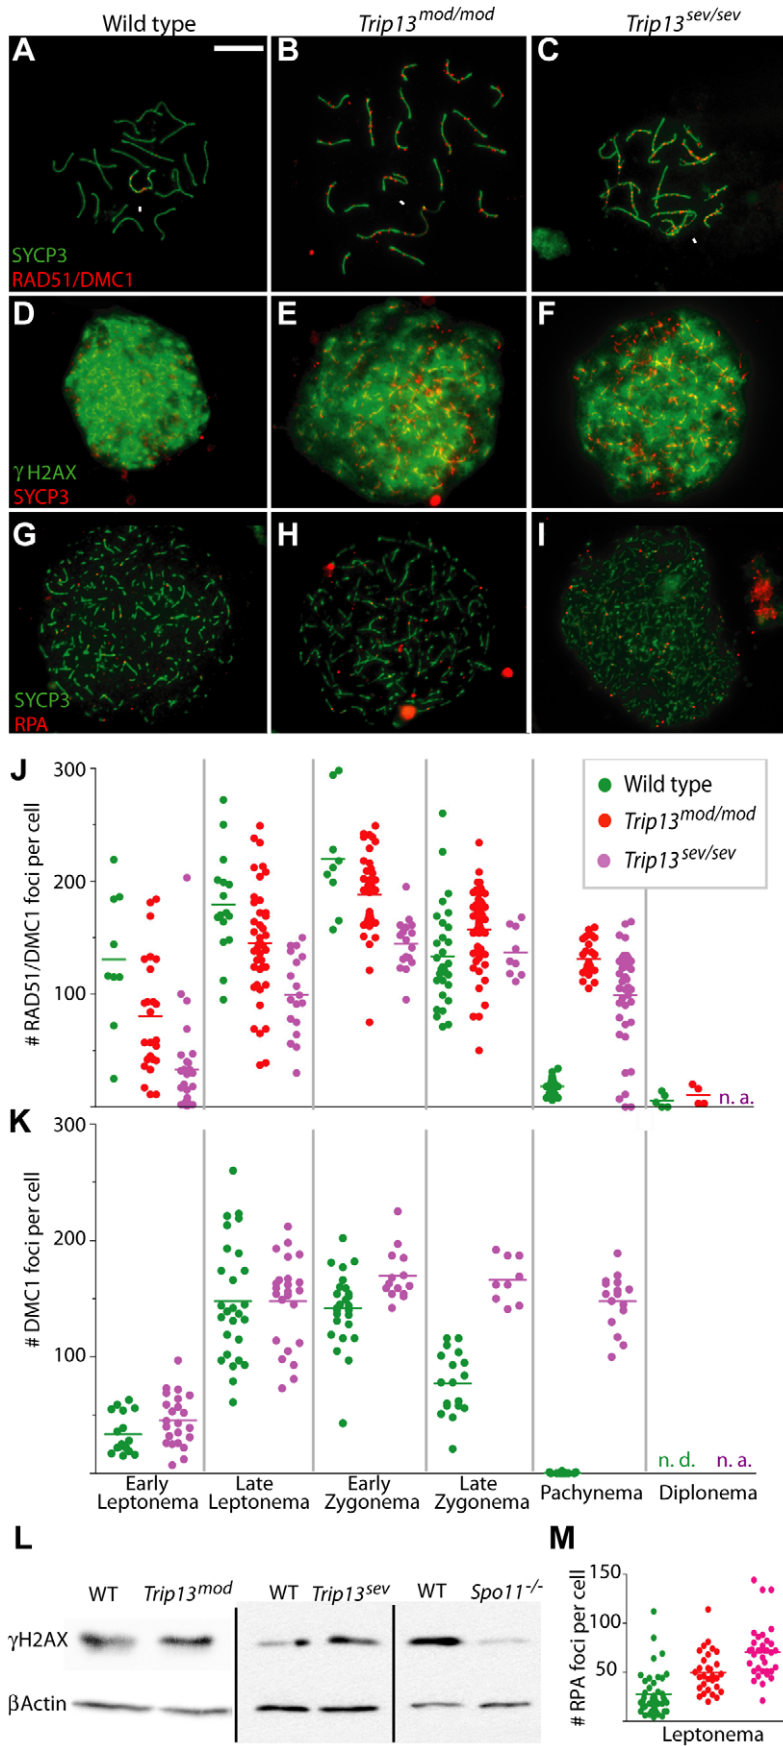 Wild type Trip13mod/mod Trip13sev/sev
A B C
SYCP3
RAD51/DMC1
D E F
γH2AX
SYCP3
G H I
SYCP3
RPA
J
300
200
100
# RAD51/DMC1 foci per cell
Wild type
Trip13mod/mod
Trip13sev/sev
n. a.
K
300
200
100
# DMC1 foci per cell
n. d. n. a.
Early Leptonema
Late Leptonema
Early Zygonema
Late Zygonema
Pachynema
Diplonema
L
WT Trip13mod WT Trip13sev WT Spo11-/-
γH2AX
βActin
M
150
100
50
# RPA foci per cell
Leptonema